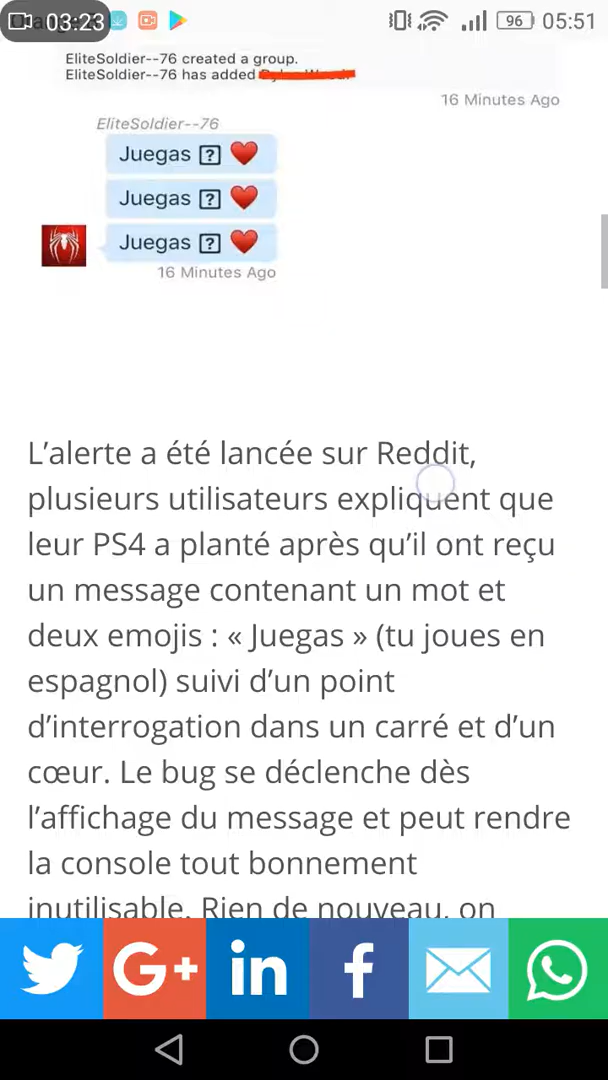 03:23
96 05:51
EliteSoldier--76 created a group.
EliteSoldier--76 has added
16 Minutes Ago
EliteSoldier--76
Juegas ?
Juegas ?
Juegas ?
16 Minutes Ago
L’alerte a été lancée sur Reddit,
plusieurs utilisateurs expliquent que
leur PS4 a planté après qu’il ont reçu
un message contenant un mot et
deux emojis : « Juegas » (tu joues en
espagnol) suivi d’un point
d’interrogation dans un carré et d’un
cœur. Le bug se déclenche dès
l’affichage du message et peut rendre
la console tout bonnement
inutilisable. Rien de nouveau, on
G+ in f